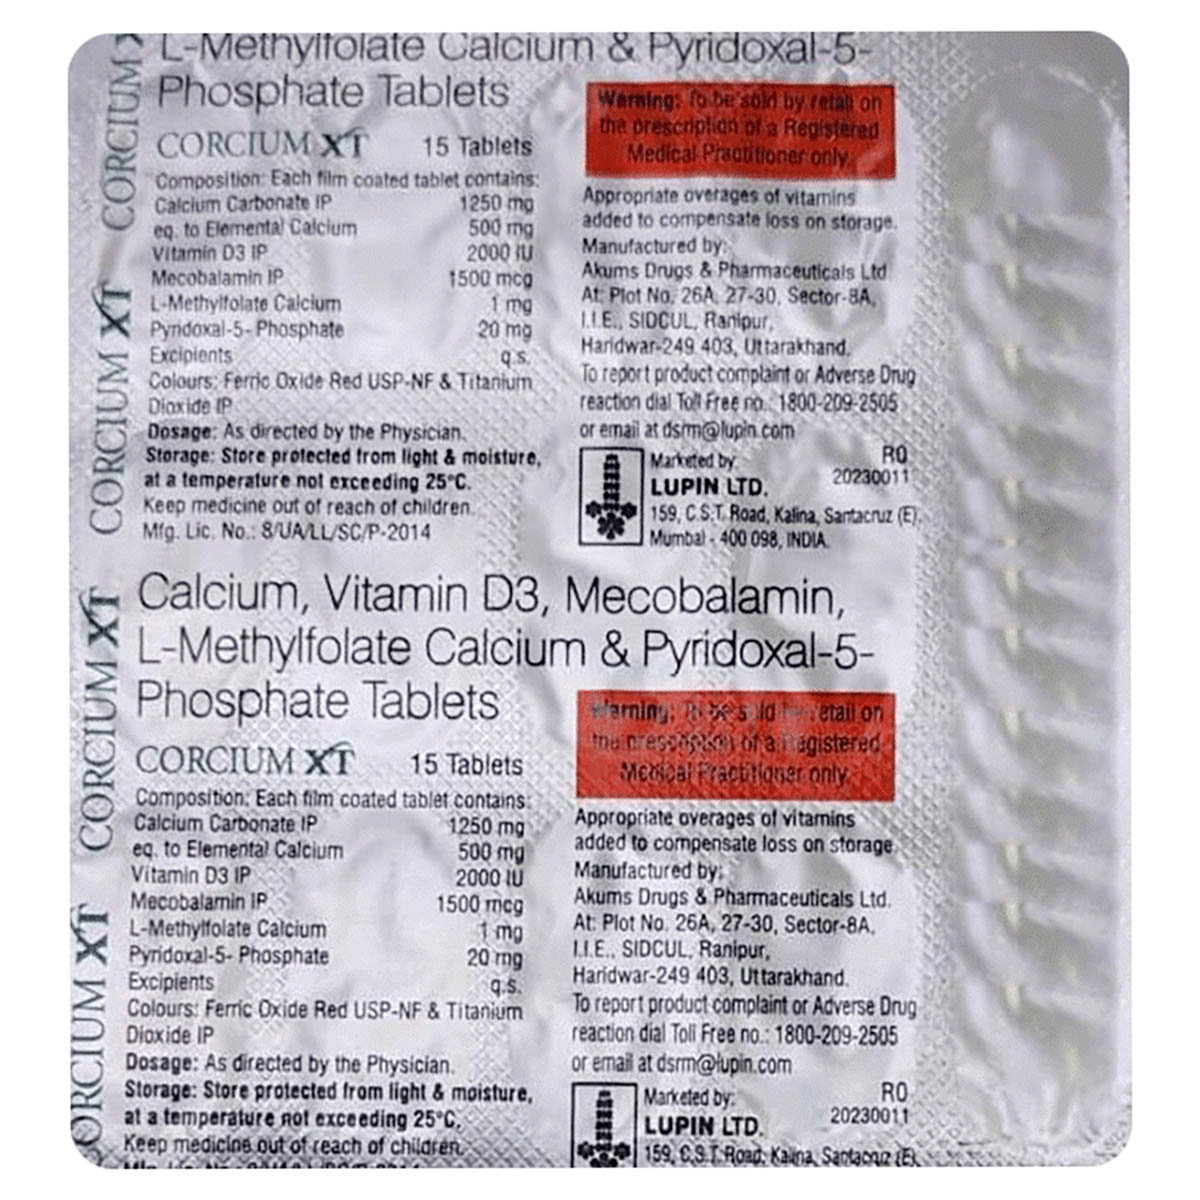 L-Methylfolate Calcium & Pyridoxal-5-
Phosphate Tablets
CORCIUM XT 15 Tablets
Composition: Each film coated tablet contains:
Calcium Carbonate IP 1250 mg
eq. to Elemental Calcium 500 mg
Vitamin D3 IP 2000 IU
Mecobalamin IP 1500 mcg
L-Methylfolate Calcium 1 mg
Pyridoxal-5- Phosphate 20 mg
Excipients q.s.
Colours: Ferric Oxide Red USP-NF & Titanium
Dioxide IP
Dosage: As directed by the Physician.
Storage: Store protected from light & moisture,
at a temperature not exceeding 25°C.
Keep medicine out of reach of children.
Mfg. Lic. No.: 8/UA/LL/SC/P-2014
Warning: To be sold by retail on
the prescription of a Registered
Medical Practitioner only.
Appropriate overages of vitamins
added to compensate loss on storage.
Manufactured by:
Akums Drugs & Pharmaceuticals Ltd
At: Plot No. 26A, 27-30, Sector-8A,
I.I.E., SIDCUL, Ranipur,
Haridwar-249 403, Uttarakhand.
To report product complaint or Adverse Drug
reaction dial Toll Free no.: 1800-209-2505
or email at dsrm@lupin.com
Marketed by: R0
LUPIN LTD. 20230011
159, C.S.T. Road, Kalina, Santacruz (E),
Mumbai - 400 098, INDIA.
Calcium, Vitamin D3, Mecobalamin,
L-Methylfolate Calcium & Pyridoxal-5-
Phosphate Tablets
CORCIUM XT 15 Tablets
Composition: Each film coated tablet contains:
Calcium Carbonate IP 1250 mg
eq. to Elemental Calcium 500 mg
Vitamin D3 IP 2000 IU
Mecobalamin IP 1500 mcg
L-Methylfolate Calcium 1 mg
Pyridoxal-5- Phosphate 20 mg
Excipients q.s.
Colours: Ferric Oxide Red USP-NF & Titanium
Dioxide IP
Dosage: As directed by the Physician.
Storage: Store protected from light & moisture,
at a temperature not exceeding 25°C.
Keep medicine out of reach of children.
Warning: To be sold by retail on
the prescription of a Registered
Medical Practitioner only.
Appropriate overages of vitamins
added to compensate loss on storage.
Manufactured by:
Akums Drugs & Pharmaceuticals Ltd.
At: Plot No. 26A, 27-30, Sector-8A,
I.I.E., SIDCUL, Ranipur,
Haridwar-249 403, Uttarakhand.
To report product complaint or Adverse Drug
reaction dial Toll Free no.: 1800-209-2505
or email at dsrm@lupin.com
Marketed by: R0
LUPIN LTD. 20230011
159, C.S.T. Road, Kalina, Santacruz (E),
CORCIUM
CORCIUM XT
CORCIUM XT
CORCIUM XT